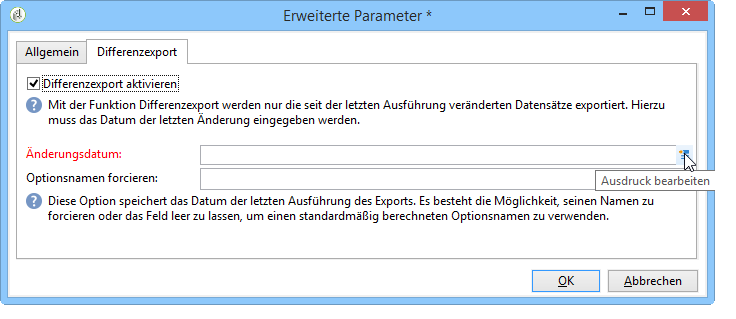 Erweiterte Parameter *
Allgemein
Differenzexport
Differenzexport aktivieren
Mit der Funktion Differenzexport werden nur die seit der letzten Ausführung veränderten Datensätze exportiert. Hierzu
muss das Datum der letzten Änderung eingegeben werden.
Änderungsdatum:
Optionsnamen forcieren:
Ausdruck bearbeiten
Diese Option speichert das Datum der letzten Ausführung des Exports. Es besteht die Möglichkeit, seinen Namen zu
forcieren oder das Feld leer zu lassen, um einen standardmäßig berechneten Optionsnamen zu verwenden.
OK
Abbrechen